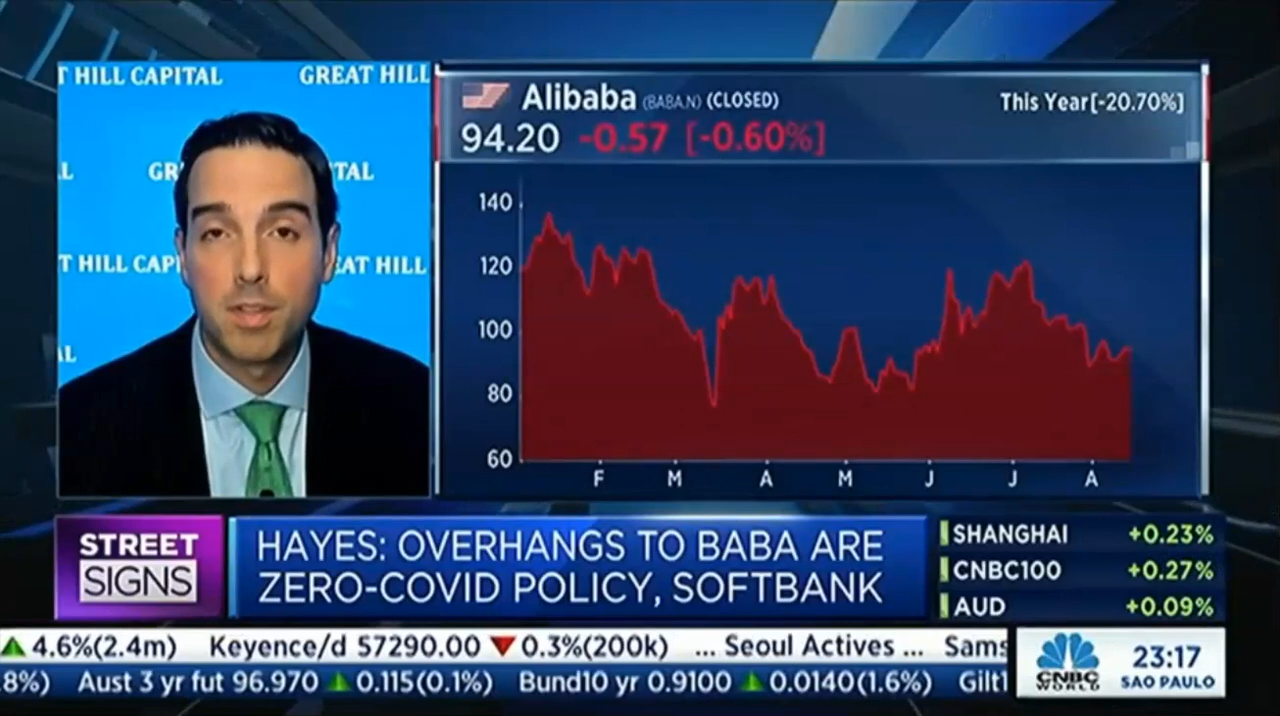 T HILL CAPITAL GREAT HILL
L GR TAL
T HILL CAPI EAT HILL
AL
Alibaba (BABA.N) (CLOSED) This Year[-20.70%]
94.20 -0.57 [-0.60%]
140
120
100
80
60
F M A M J J A
STREET
SIGNS
HAYES: OVERHANGS TO BABA ARE
ZERO-COVID POLICY, SOFTBANK
SHANGHAI +0.23%
CNBC100 +0.27%
AUD +0.09%
4.6%(2.4m) Keyence/d 57290.00 ▼ 0.3%(200k) ... Seoul Actives ... Sams
8%) Aust 3 yr fut 96.970 ▲ 0.115(0.1%) Bund10 yr 0.9100 ▲ 0.0140(1.6%) Gilt1
CNBC
WORLD
23:17
SAO PAULO